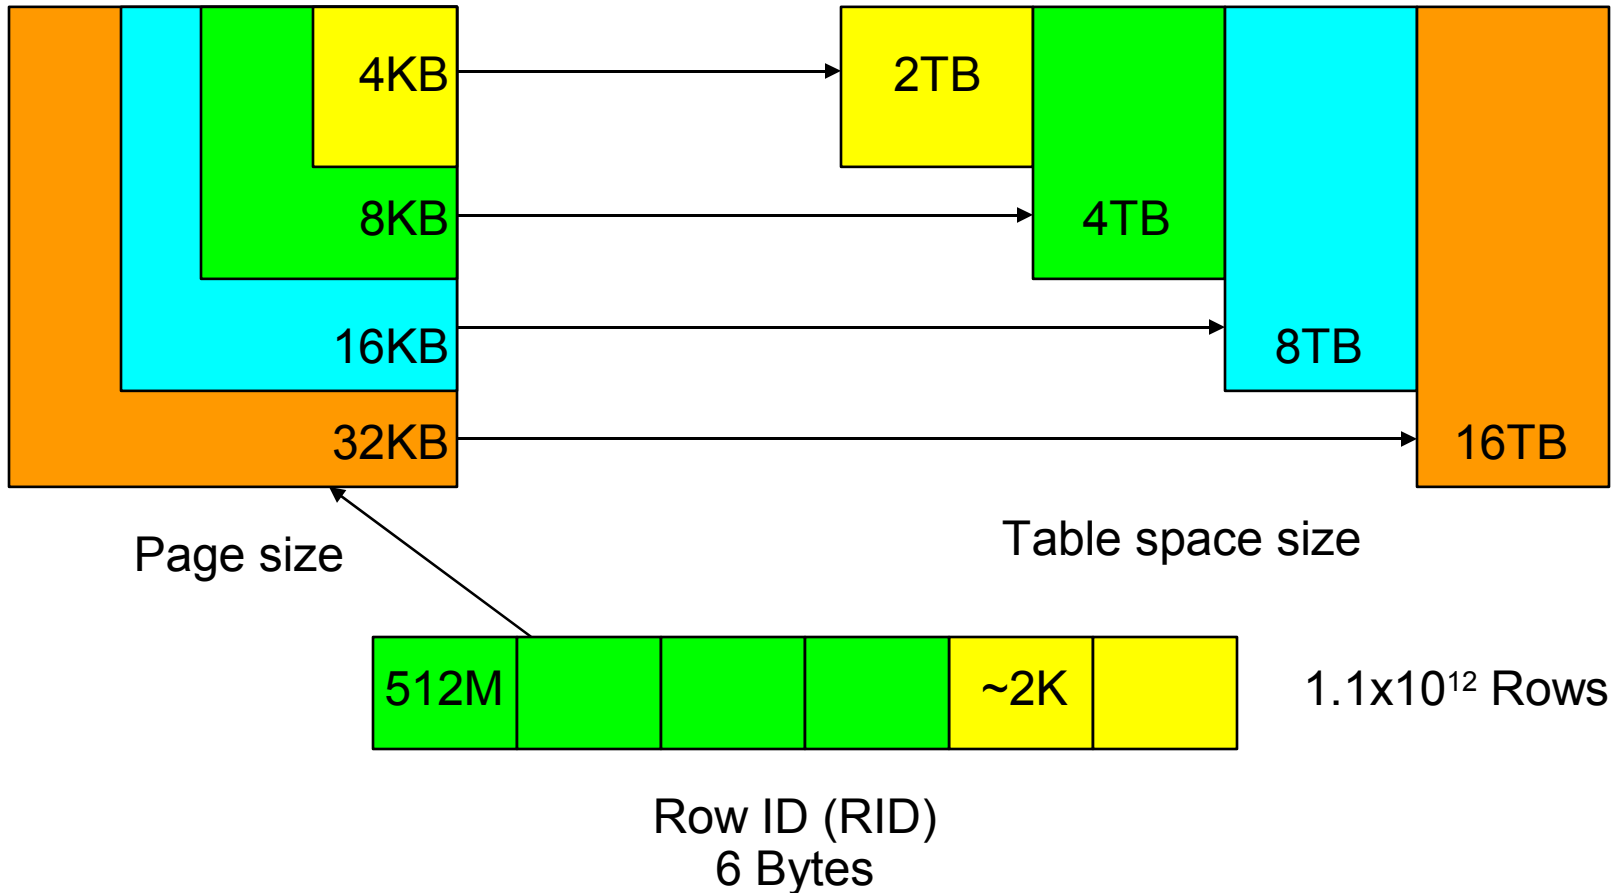 4KB
2TB
8KB
4TB
16KB
8TB
32KB
16TB
Page size
Table space size
512M
~2K
1.1x10¹² Rows
Row ID (RID)
6 Bytes